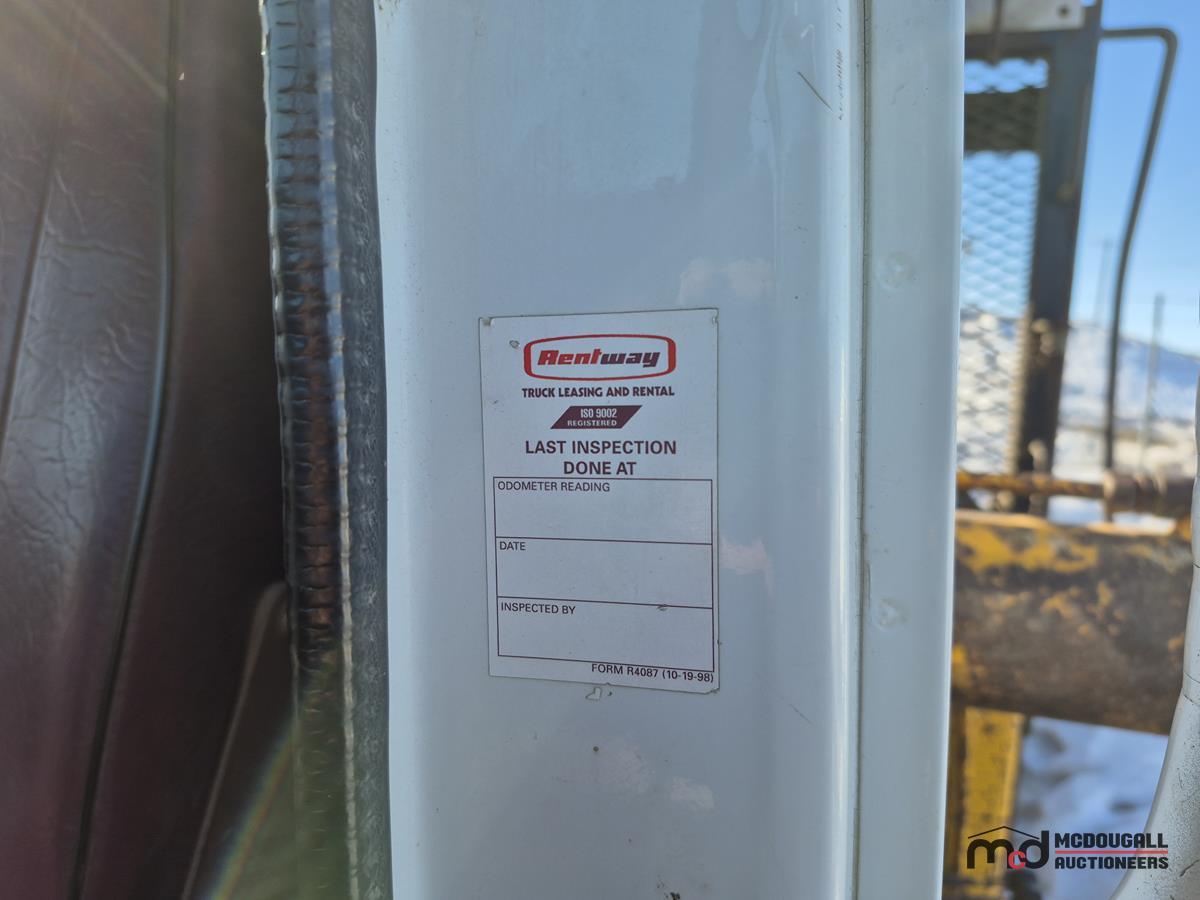 Rentway
TRUCK LEASING AND RENTAL
ISO 9002
REGISTERED
LAST INSPECTION
DONE AT
ODOMETER READING
DATE
INSPECTED BY
FORM R4087 (10-19-98)
mcd
MCDOUGALL
AUCTIONEERS